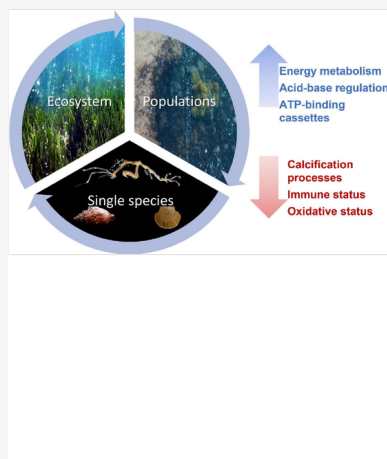 Ecosystem
Populations
Single species
Energy metabolism
Acid-base regulation
ATP-binding
cassettes
Calcification
processes
Immune status
Oxidative status